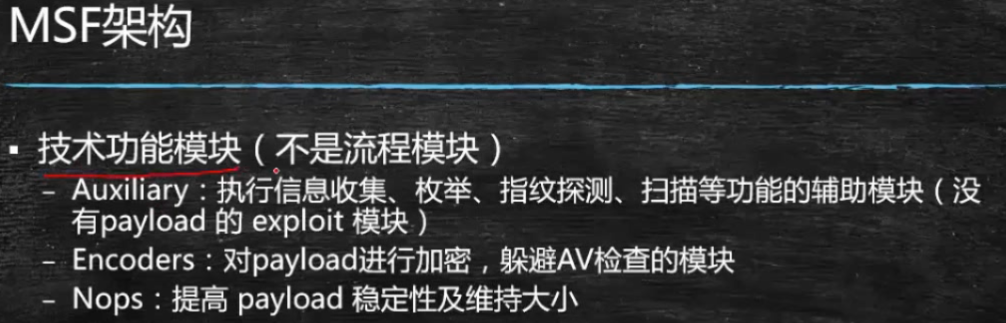 MSF架构
▪ 技术功能模块（不是流程模块）
– Auxiliary：执行信息收集、枚举、指纹探测、扫描等功能的辅助模块（没
有payload 的 exploit 模块）
– Encoders：对payload进行加密，躲避AV检查的模块
– Nops：提高 payload 稳定性及维持大小